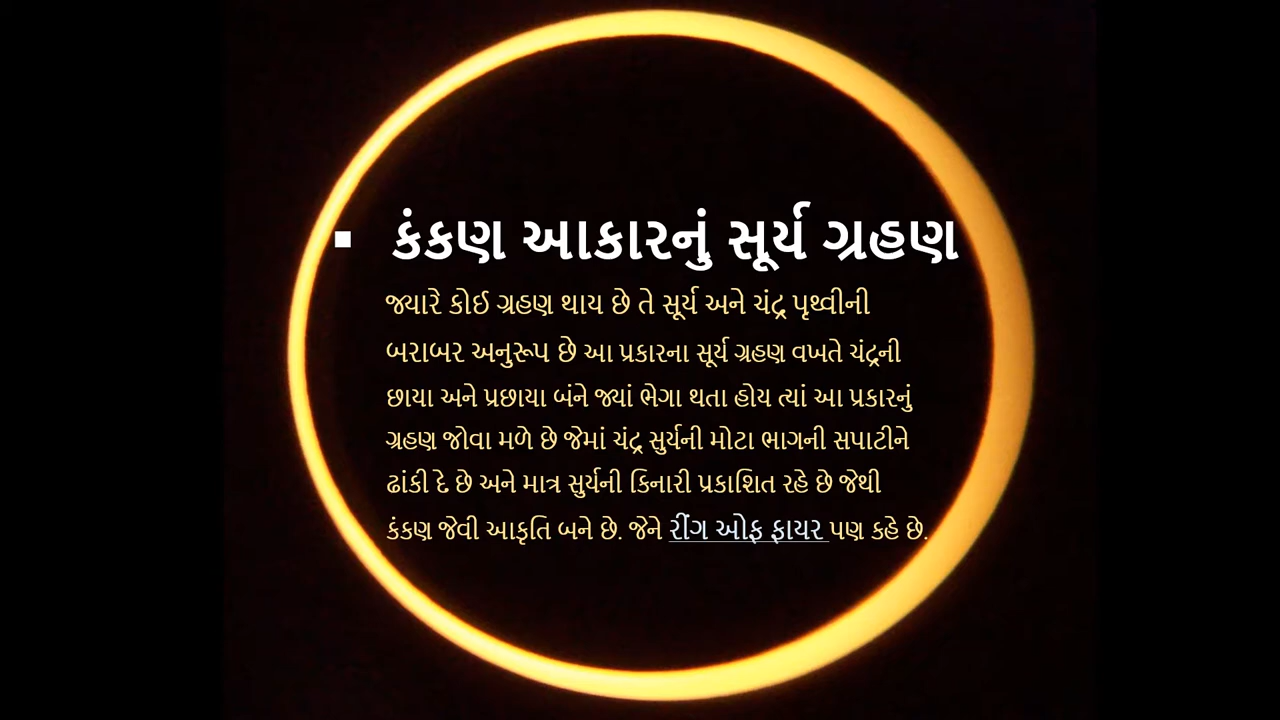 ▪ કંકણ આકારનું સૂર્ય ગ્રહણ
જ્યારે કોઈ ગ્રહણ થાય છે તે સૂર્ય અને ચંદ્ર પૃથ્વીની
બરાબર અનુરૂપ છે આ પ્રકારના સૂર્ય ગ્રહણ વખતે ચંદ્રની
છાયા અને પ્રછાયા બંને જ્યાં ભેગા થતા હોય ત્યાં આ પ્રકારનું
ગ્રહણ જોવા મળે છે જેમાં ચંદ્ર સુર્યની મોટા ભાગની સપાટીને
ઢાંકી દે છે અને માત્ર સુર્યની કિનારી પ્રકાશિત રહે છે જેથી
કંકણ જેવી આકૃતિ બને છે. જેને રીંગ ઓફ ફાયર પણ કહે છે.